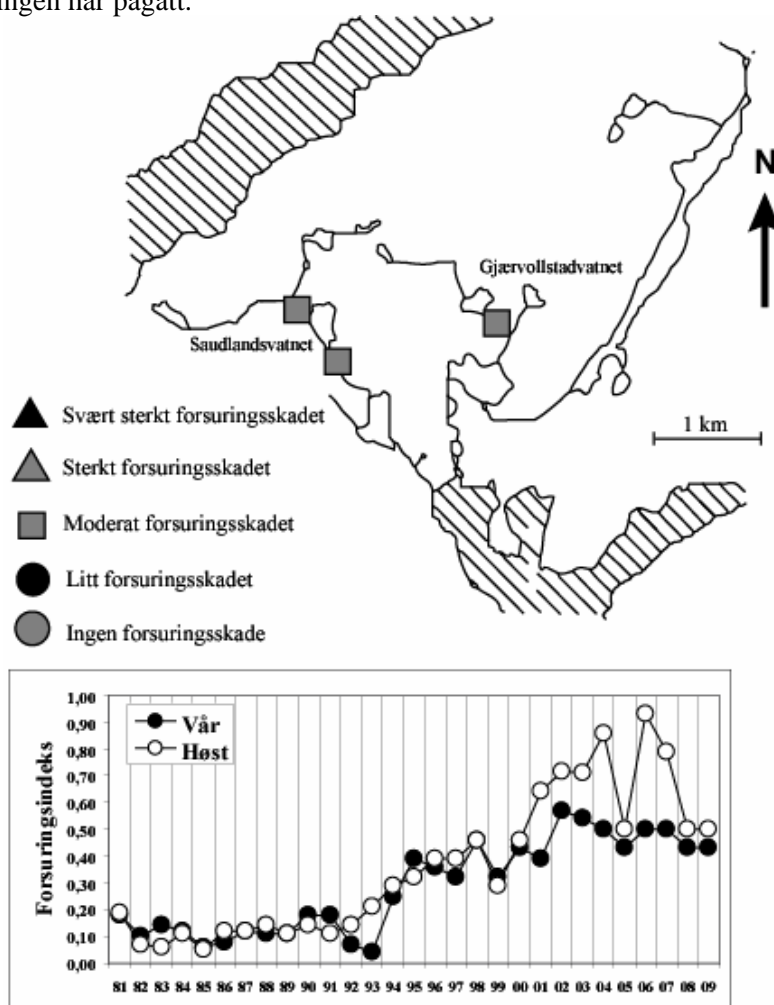 ingen har pågått.
N
Gjærvollstadvatnet
Saudlandsvatnet
1 km
Svært sterkt forsuringsskadet
Sterkt forsuringsskadet
Moderat forsuringsskadet
Litt forsuringsskadet
Ingen forsuringsskade
Forsuringsindeks
1,00
0,90
0,80
0,70
0,60
0,50
0,40
0,30
0,20
0,10
0,00
Vår
Høst
81 82 83 84 85 86 87 88 89 90 91 92 93 94 95 96 97 98 99 00 01 02 03 04 05 06 07 08 09